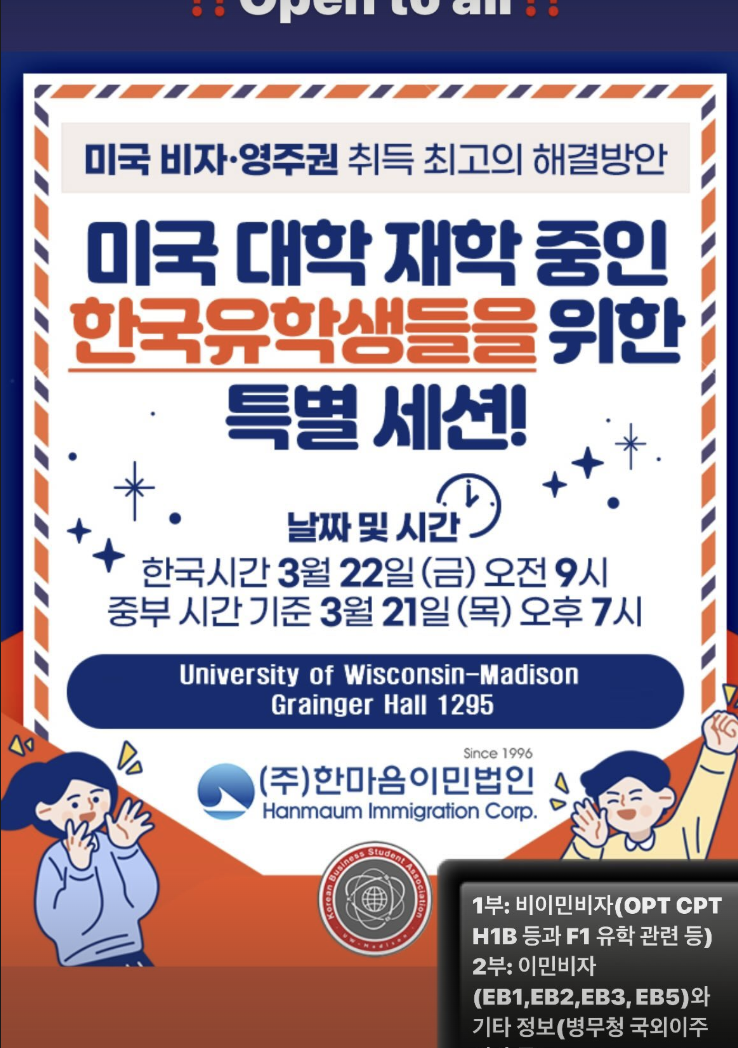 !! Open to all !!
미국 비자·영주권 취득 최고의 해결방안
미국 대학 재학 중인
한국유학생들을 위한
특별 세션!
날짜 및 시간
한국시간 3월 22일 (금) 오전 9시
중부 시간 기준 3월 21일 (목) 오후 7시
University of Wisconsin-Madison
Grainger Hall 1295
Since 1996
(주)한마음이민법인
Hanmaum Immigration Corp.
Korean Business Student Association
UW-Madison
1부: 비이민비자(OPT CPT
H1B 등과 F1 유학 관련 등)
2부: 이민비자
(EB1,EB2,EB3, EB5)와
기타 정보(병무청 국외이주